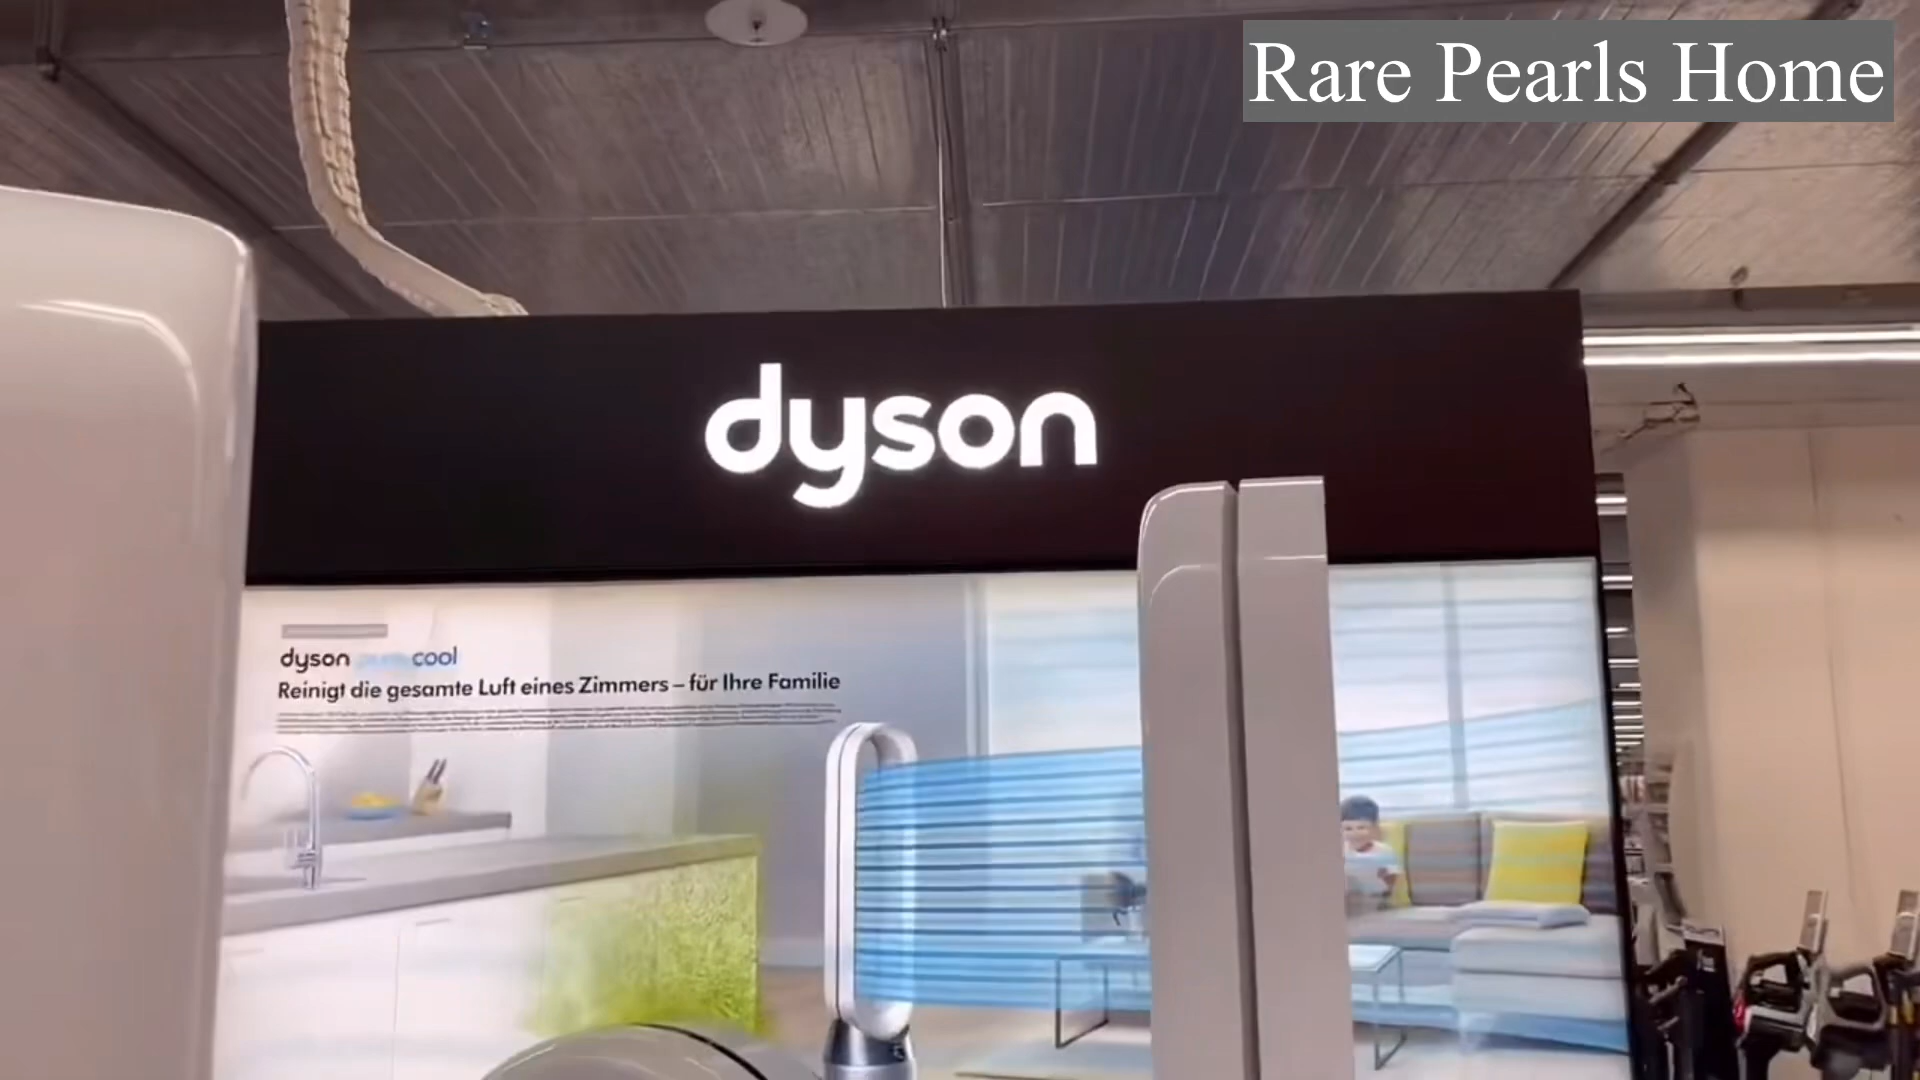 Rare Pearls Home
dyson
dyson cool
Reinigt die gesamte Luft eines Zimmers – für Ihre Familie